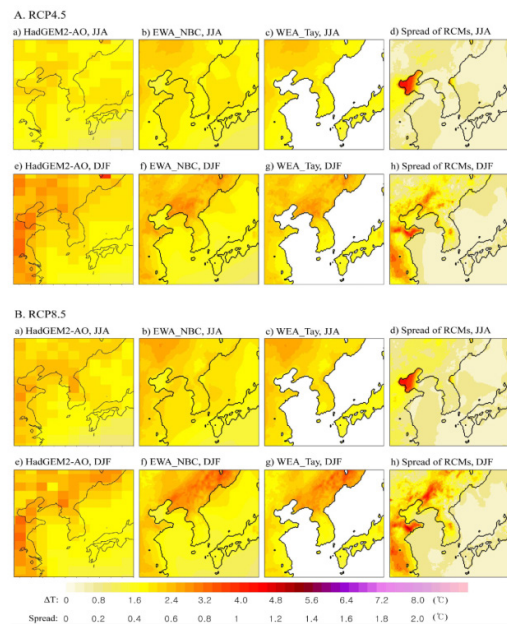 A. RCP4.5
a) HadGEM2-AO, JJA b) EWA_NBC, JJA c) WEA_Tay, JJA d) Spread of RCMs, JJA
e) HadGEM2-AO, DJF f) EWA_NBC, DJF g) WEA_Tay, DJF h) Spread of RCMs, DJF
B. RCP8.5
a) HadGEM2-AO, JJA b) EWA_NBC, JJA c) WEA_Tay, JJA d) Spread of RCMs, JJA
e) HadGEM2-AO, DJF f) EWA_NBC, DJF g) WEA_Tay, DJF h) Spread of RCMs, DJF
ΔT: 0 0.8 1.6 2.4 3.2 4.0 4.8 5.6 6.4 7.2 8.0 (℃)
Spread: 0 0.2 0.4 0.6 0.8 1 1.2 1.4 1.6 1.8 2.0 (℃)